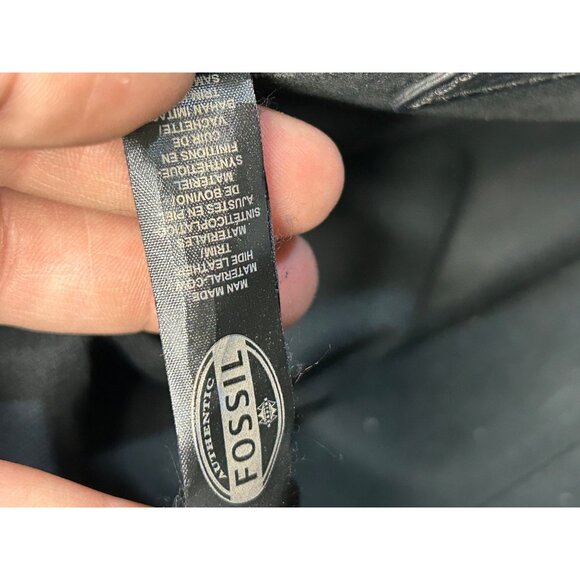 AUTHENTIC
FOSSIL
MAN MADE
MATERIAL-COW
HIDE LEATHER
TRIM/
MATERIALES
AJUSTES EN PIEL
DE BOVINO/
MATERIEL
SYNTHETIQUE
FINITIONS EN
CUIR DE
VACHETTE/
BAHAN